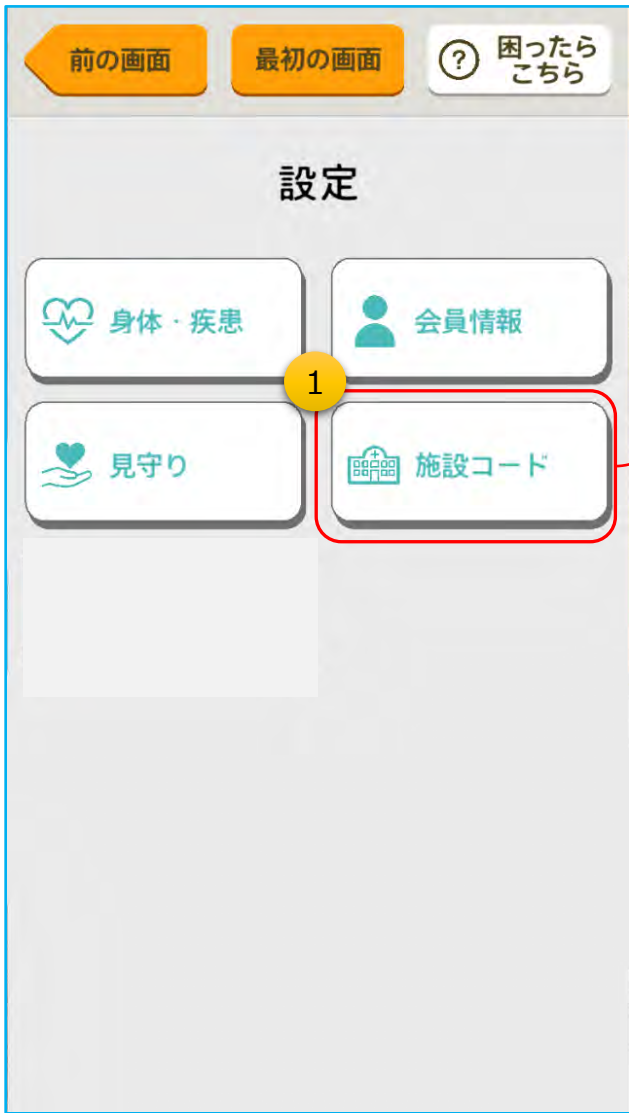 前の画面
最初の画面
?
困ったら
こちら
設定
身体・疾患
会員情報
1
見守り
施設コード